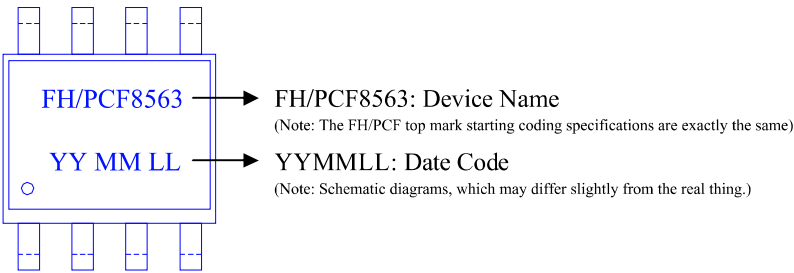 FH/PCF8563
FH/PCF8563: Device Name
(Note: The FH/PCF top mark starting coding specifications are exactly the same)
YY MM LL
YYMMLL: Date Code
(Note: Schematic diagrams, which may differ slightly from the real thing.)